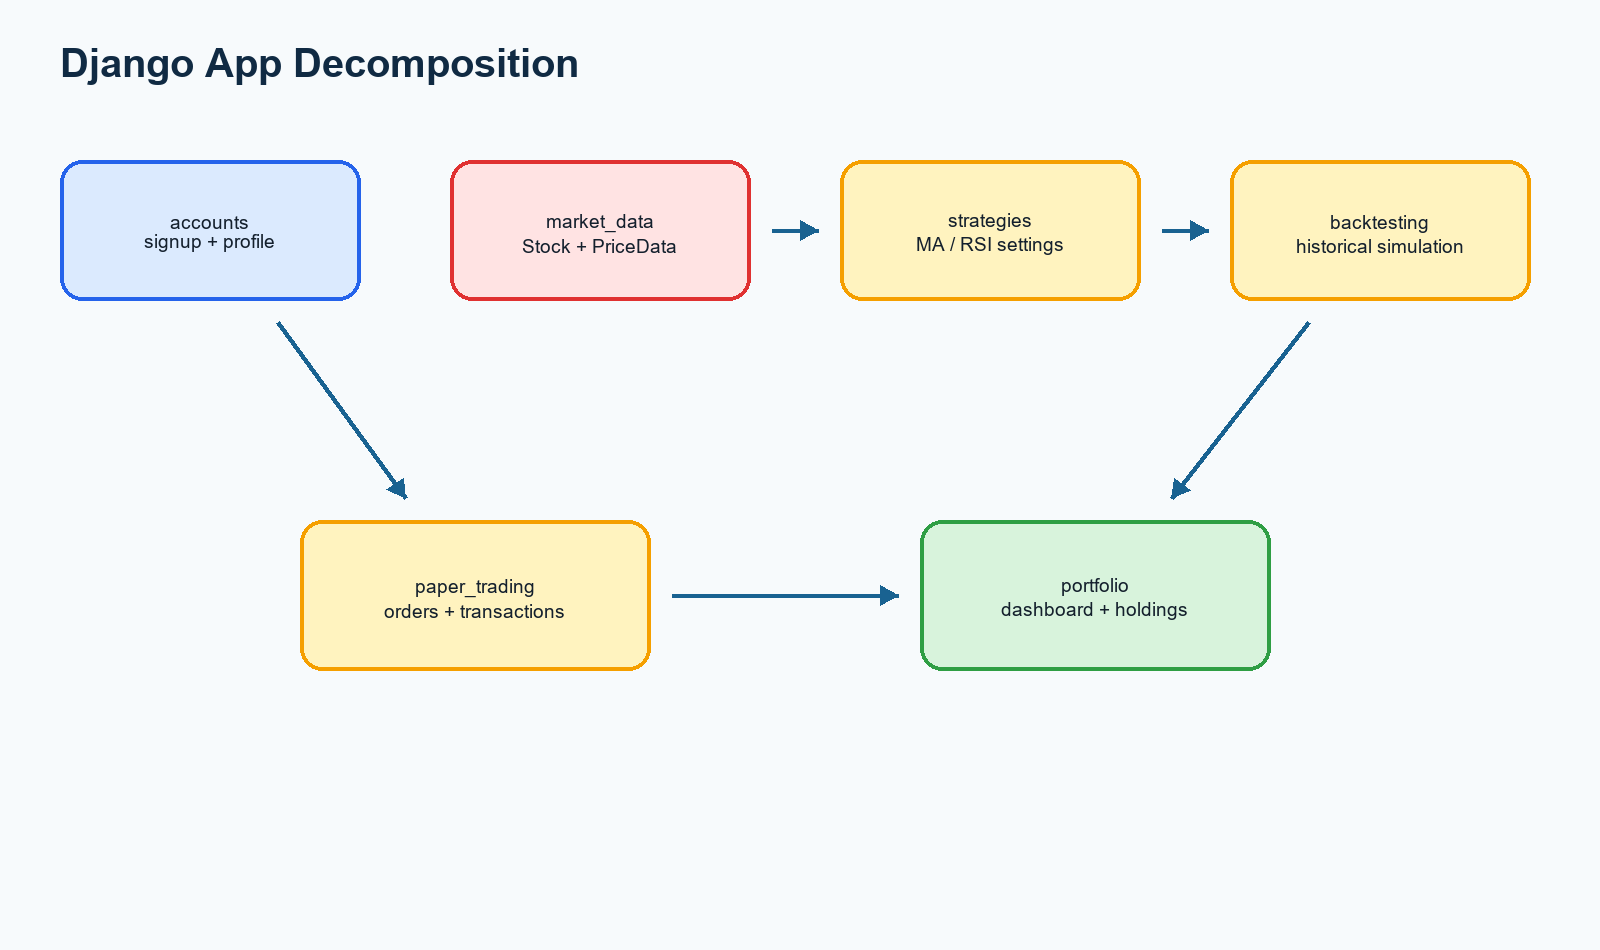 Django App Decomposition
accounts
signup + profile
market_data
Stock + PriceData
strategies
MA / RSI settings
backtesting
historical simulation
paper_trading
orders + transactions
portfolio
dashboard + holdings